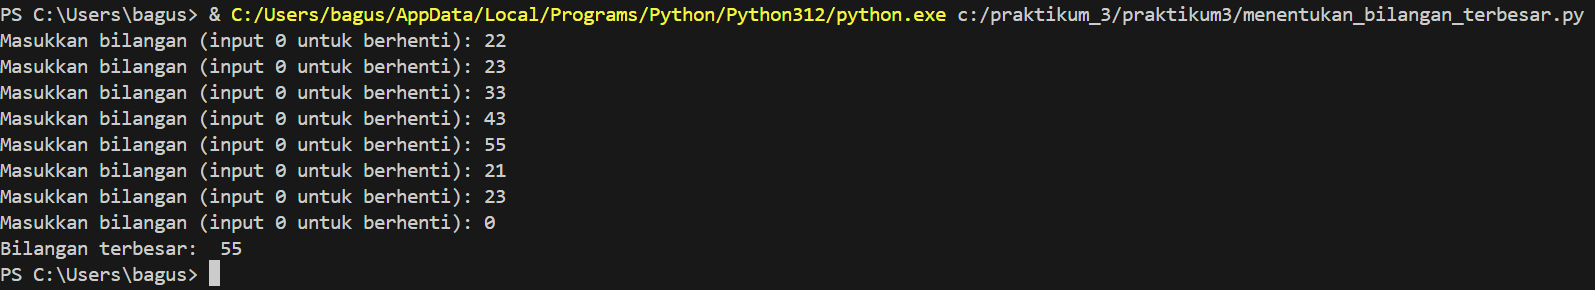 PS C:\Users\bagus> & C:/Users/bagus/AppData/Local/Programs/Python/Python312/python.exe c:/praktikum_3/praktikum3/menentukan_bilangan_terbesar.py
Masukkan bilangan (input 0 untuk berhenti): 22
Masukkan bilangan (input 0 untuk berhenti): 23
Masukkan bilangan (input 0 untuk berhenti): 33
Masukkan bilangan (input 0 untuk berhenti): 43
Masukkan bilangan (input 0 untuk berhenti): 55
Masukkan bilangan (input 0 untuk berhenti): 21
Masukkan bilangan (input 0 untuk berhenti): 23
Masukkan bilangan (input 0 untuk berhenti): 0
Bilangan terbesar:  55
PS C:\Users\bagus>